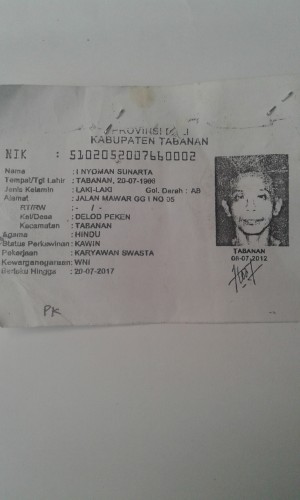 PROVINSI BALI
KABUPATEN TABANAN
NIK : 5102052007660002
Nama : I NYOMAN SUNARTA
Tempat/Tgl Lahir : TABANAN, 20-07-1966
Jenis Kelamin : LAKI-LAKI Gol. Darah : AB
Alamat : JALAN MAWAR GG I NO 05
RT/RW : - / -
Kel/Desa : DELOD PEKEN
Kecamatan : TABANAN
Agama : HINDU
Status Perkawinan : KAWIN
Pekerjaan : KARYAWAN SWASTA
Kewarganegaraan: WNI
Berlaku Hingga : 20-07-2017
TABANAN
06-07-2012
PK